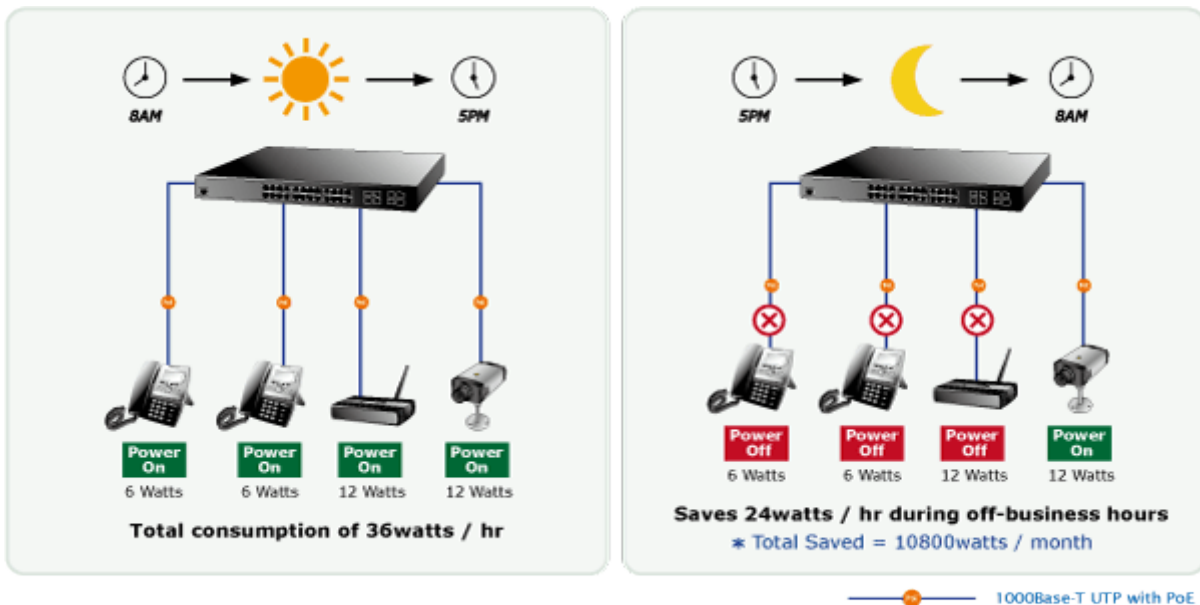 8AM
5PM
Power On
Power On
Power On
Power On
6 Watts
6 Watts
12 Watts
12 Watts
Total consumption of 36watts / hr
5PM
8AM
Power Off
Power Off
Power Off
Power On
6 Watts
6 Watts
12 Watts
12 Watts
Saves 24watts / hr during off-business hours
* Total Saved = 10800watts / month
1000Base-T UTP with PoE